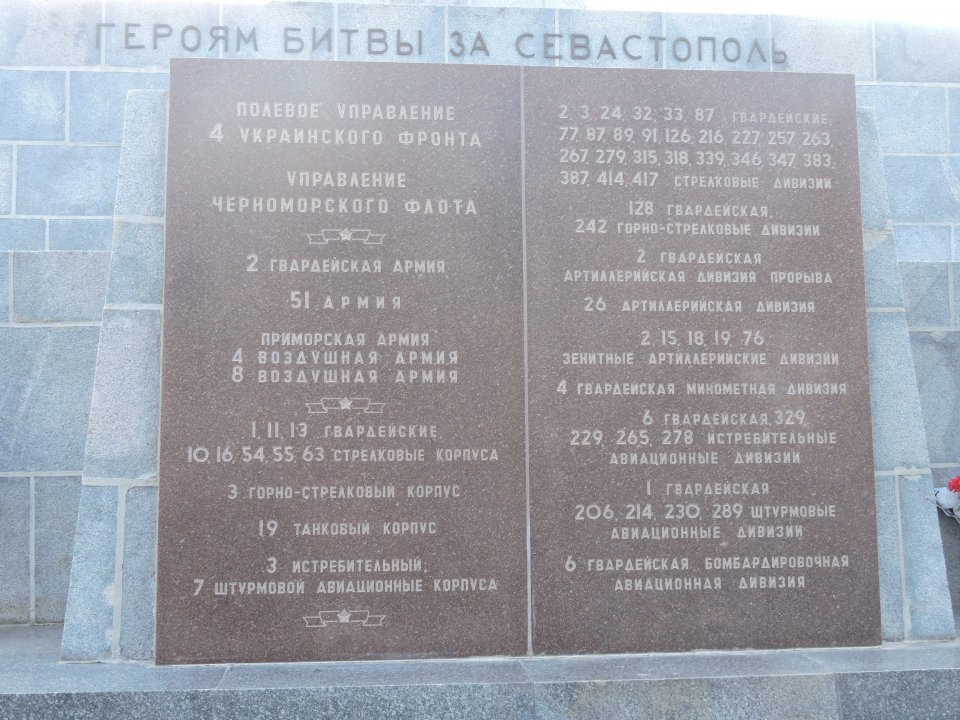 ГЕРОЯМ БИТВЫ ЗА СЕВАСТОПОЛЬ
ПОЛЕВОЕ УПРАВЛЕНИЕ
4 УКРАИНСКОГО ФРОНТА
УПРАВЛЕНИЕ
ЧЕРНОМОРСКОГО ФЛОТА
2 ГВАРДЕЙСКАЯ АРМИЯ
51 АРМИЯ
ПРИМОРСКАЯ АРМИЯ
4 ВОЗДУШНАЯ АРМИЯ
8 ВОЗДУШНАЯ АРМИЯ
1, 11, 13 ГВАРДЕЙСКИЕ,
10, 16, 54, 55, 63 СТРЕЛКОВЫЕ КОРПУСА
3 ГОРНО-СТРЕЛКОВЫЙ КОРПУС
19 ТАНКОВЫЙ КОРПУС
3 ИСТРЕБИТЕЛЬНЫЙ,
7 ШТУРМОВОЙ АВИАЦИОННЫЕ КОРПУСА
2, 3, 24, 32, 33, 87 ГВАРДЕЙСКИЕ,
77, 87, 89, 91, 126, 216, 227, 257, 263,
267, 279, 315, 318, 339, 346, 347, 383,
387, 414, 417 СТРЕЛКОВЫЕ ДИВИЗИИ
128 ГВАРДЕЙСКАЯ,
242 ГОРНО-СТРЕЛКОВЫЕ ДИВИЗИИ
2 ГВАРДЕЙСКАЯ
АРТИЛЛЕРИЙСКАЯ ДИВИЗИЯ ПРОРЫВА
26 АРТИЛЛЕРИЙСКАЯ ДИВИЗИЯ
2, 15, 18, 19, 76
ЗЕНИТНЫЕ АРТИЛЛЕРИЙСКИЕ ДИВИЗИИ
4 ГВАРДЕЙСКАЯ МИНОМЕТНАЯ ДИВИЗИЯ
6 ГВАРДЕЙСКАЯ, 329,
229, 265, 278 ИСТРЕБИТЕЛЬНЫЕ
АВИАЦИОННЫЕ ДИВИЗИИ
1 ГВАРДЕЙСКАЯ
206, 214, 230, 289 ШТУРМОВЫЕ
АВИАЦИОННЫЕ ДИВИЗИИ
6 ГВАРДЕЙСКАЯ БОМБАРДИРОВОЧНАЯ
АВИАЦИОННАЯ ДИВИЗИЯ